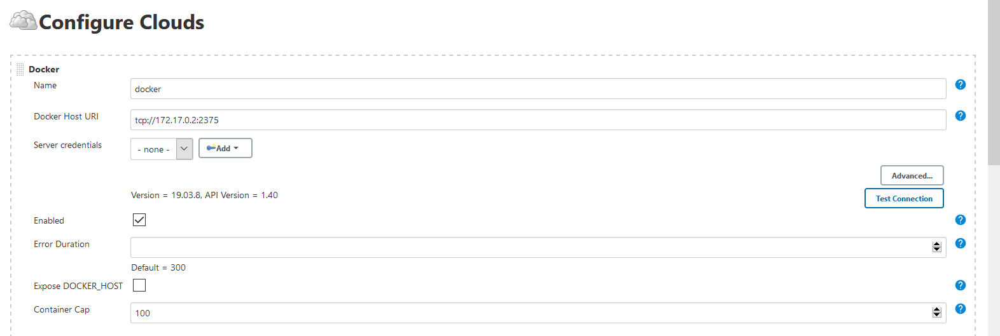 Configure Clouds
Docker
Name
docker
?
Docker Host URI
tcp://172.17.0.2:2375
?
Server credentials
- none -
Add
Advanced...
Version = 19.03.8, API Version = 1.40
Test Connection
Enabled
?
Error Duration
?
Default = 300
Expose DOCKER_HOST
?
Container Cap
100
?